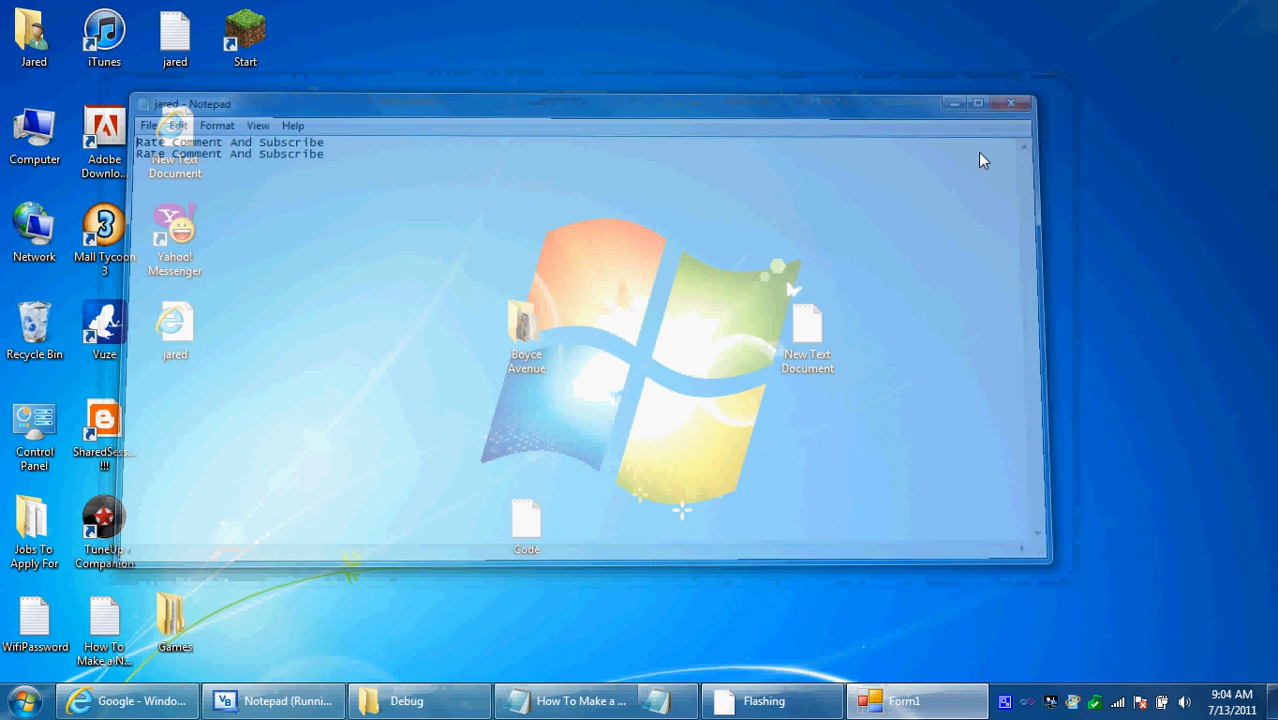 Jared
iTunes
jared
Start
jared - Notepad
File Edit Format View Help
Rate Comment And Subscribe
Rate Comment And Subscribe
Computer
Adobe
Downlo...
New Text
Document
Network
Mall Tycoon
3
Yahoo!
Messenger
Recycle Bin
Vuze
jared
Boyce
Avenue
New Text
Document
Control
Panel
SharedSess...
!!!
Jobs To
Apply For
TuneUp
Companion
Code
WifiPassword
How To
Make a N...
Games
Google - Windo...
Notepad (Runni...
Debug
How To Make a ...
Flashing
Form1
9:04 AM
7/13/2011